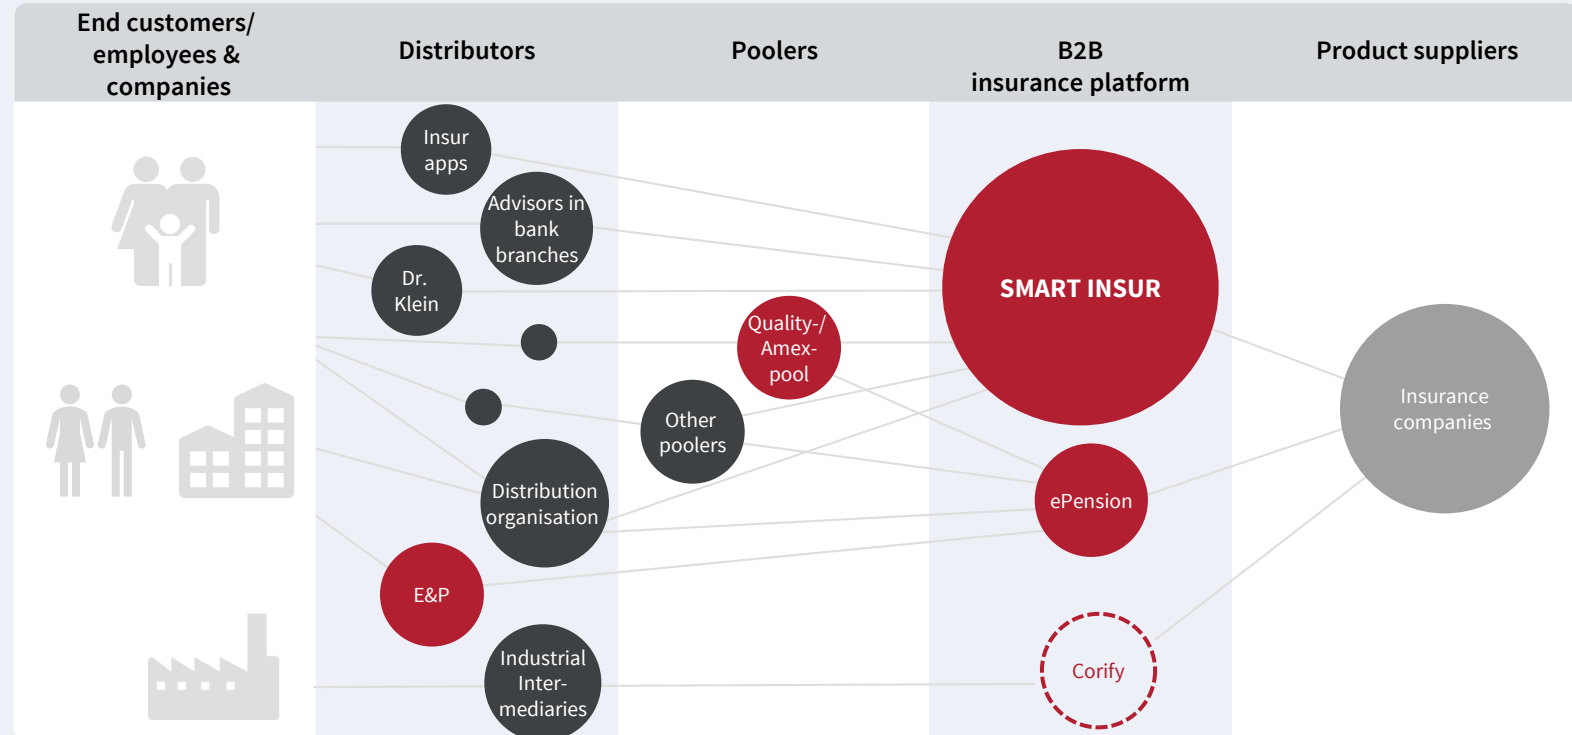 End customers/
employees &
companies
Distributors
Poolers
B2B
insurance platform
Product suppliers
Insur
apps
Advisors in
bank
branches
Dr.
Klein
Quality-/
Amex-
pool
Other
poolers
Distribution
organisation
E&P
Industrial
Inter-
mediaries
SMART INSUR
ePension
Corify
Insurance
companies